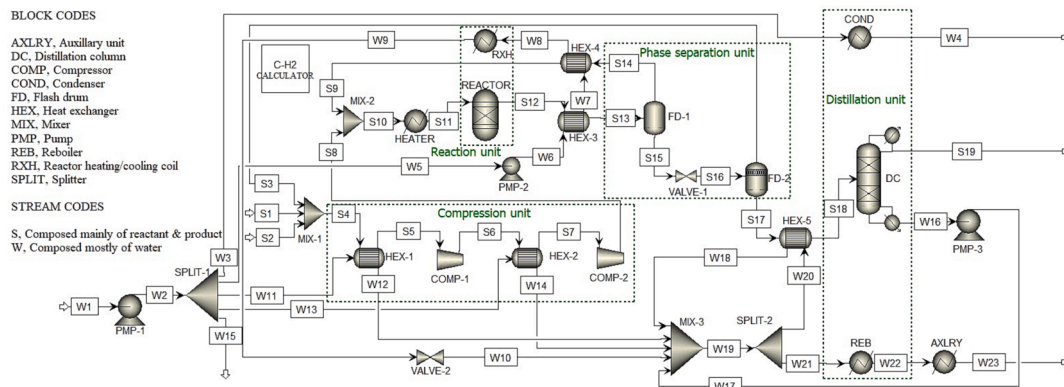 BLOCK CODES
AXLRY, Auxillary unit
DC, Distillation column
COMP, Compressor
COND, Condenser
FD, Flash drum
HEX, Heat exchanger
MIX, Mixer
PMP, Pump
REB, Reboiler
RXH, Reactor heating/cooling coil
SPLIT, Splitter
STREAM CODES
S, Composed mainly of reactant & product
W, Composed mostly of water
C-H2
CALCULATOR
W9
RXH
W8
HEX-4
S14
Phase separation unit
COND
W4
S9
MIX-2
S10
HEATER
S11
REACTOR
S12
W7
HEX-3
S13
FD-1
Distillation unit
S8
Reaction unit
W5
PMP-2
W6
S15
VALVE-1
S16
FD-2
DC
S19
S3
S1
S2
MIX-1
S4
Compression unit
S17
HEX-5
S18
W16
PMP-3
W3
SPLIT-1
HEX-1
S5
COMP-1
S6
HEX-2
S7
COMP-2
W18
W20
W1
PMP-1
W2
W11
W12
W13
W14
W15
MIX-3
W19
SPLIT-2
W21
REB
W22
AXLRY
W23
VALVE-2
W10
W17